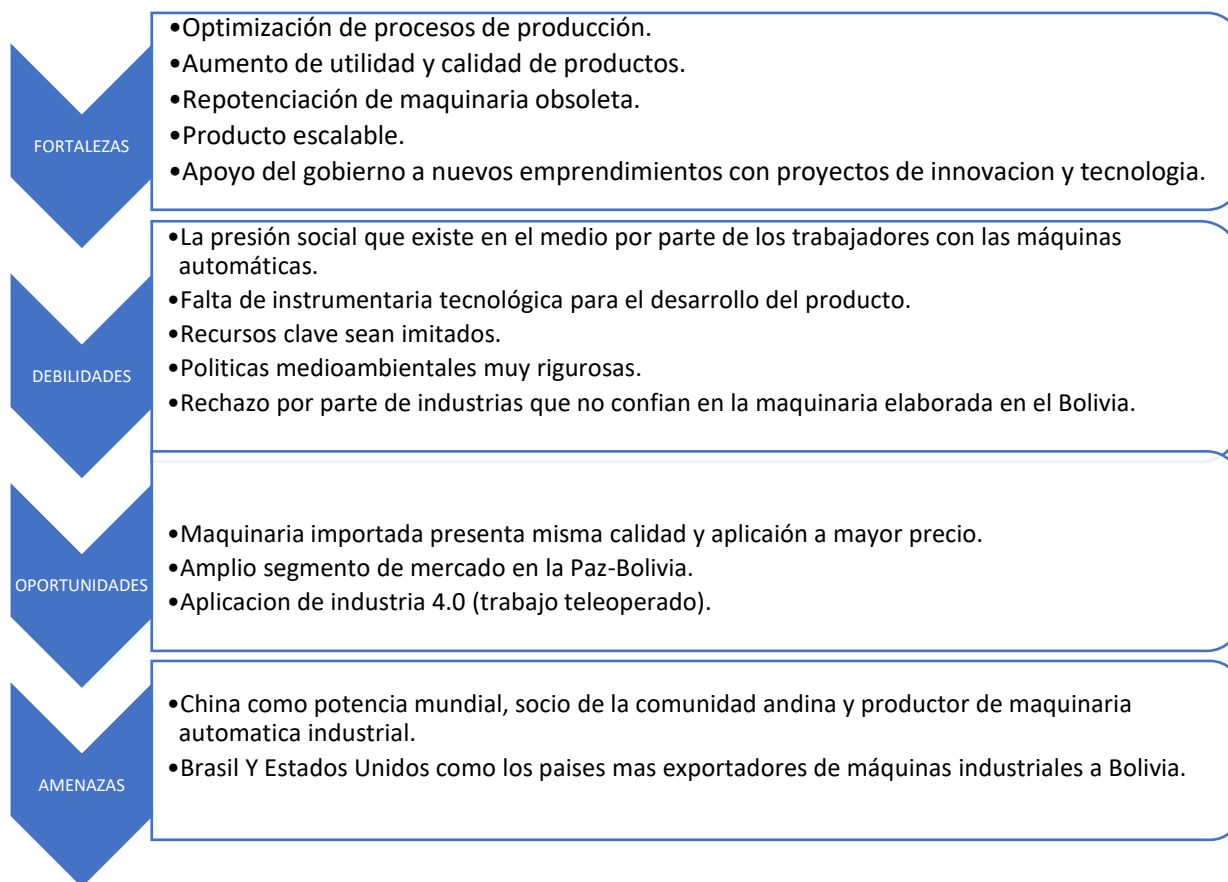 FORTALEZAS
•Optimización de procesos de producción.
•Aumento de utilidad y calidad de productos.
•Repotenciación de maquinaria obsoleta.
•Producto escalable.
•Apoyo del gobierno a nuevos emprendimientos con proyectos de innovacion y tecnologia.
DEBILIDADES
•La presión social que existe en el medio por parte de los trabajadores con las máquinas
automáticas.
•Falta de instrumentaria tecnológica para el desarrollo del producto.
•Recursos clave sean imitados.
•Politicas medioambientales muy rigurosas.
•Rechazo por parte de industrias que no confian en la maquinaria elaborada en el Bolivia.
OPORTUNIDADES
•Maquinaria importada presenta misma calidad y aplicaión a mayor precio.
•Amplio segmento de mercado en la Paz-Bolivia.
•Aplicacion de industria 4.0 (trabajo teleoperado).
AMENAZAS
•China como potencia mundial, socio de la comunidad andina y productor de maquinaria
automatica industrial.
•Brasil Y Estados Unidos como los paises mas exportadores de máquinas industriales a Bolivia.